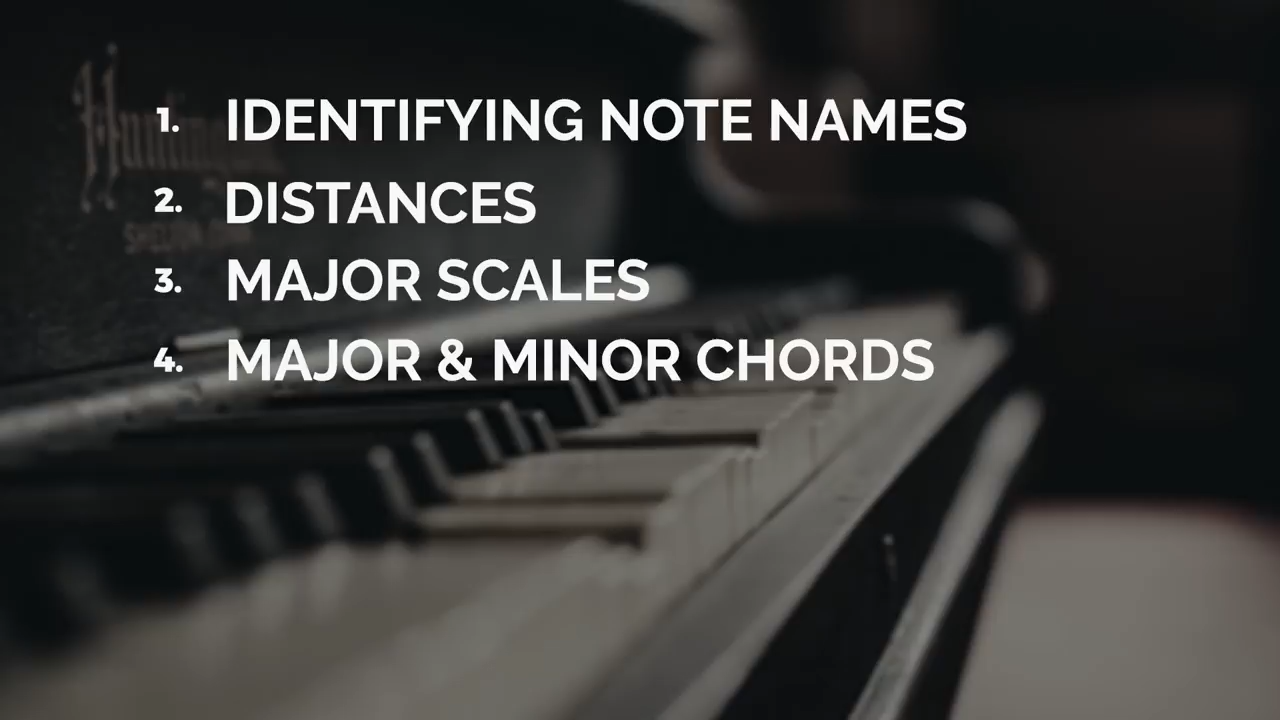 1. IDENTIFYING NOTE NAMES
2. DISTANCES
3. MAJOR SCALES
4. MAJOR & MINOR CHORDS